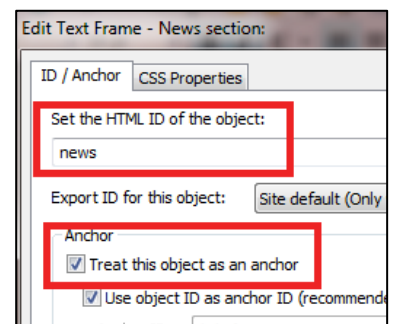 Edit Text Frame - News section:
ID / Anchor CSS Properties
Set the HTML ID of the object:
news
Export ID for this object: Site default (Only
Anchor
Treat this object as an anchor
Use object ID as anchor ID (recommende